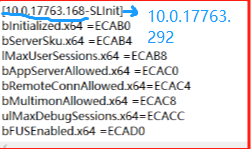 [10.0.17763.168-SLInit]
10.0.17763.
292
bInitialized.x64 =ECAB0
bServerSku.x64 =ECAB4
lMaxUserSessions.x64 =ECAB8
bAppServerAllowed.x64 =ECAC0
bRemoteConnAllowed.x64=ECAC4
bMultimonAllowed.x64 =ECAC8
ulMaxDebugSessions.x64=ECACC
bFUSEnabled.x64 =ECAD0